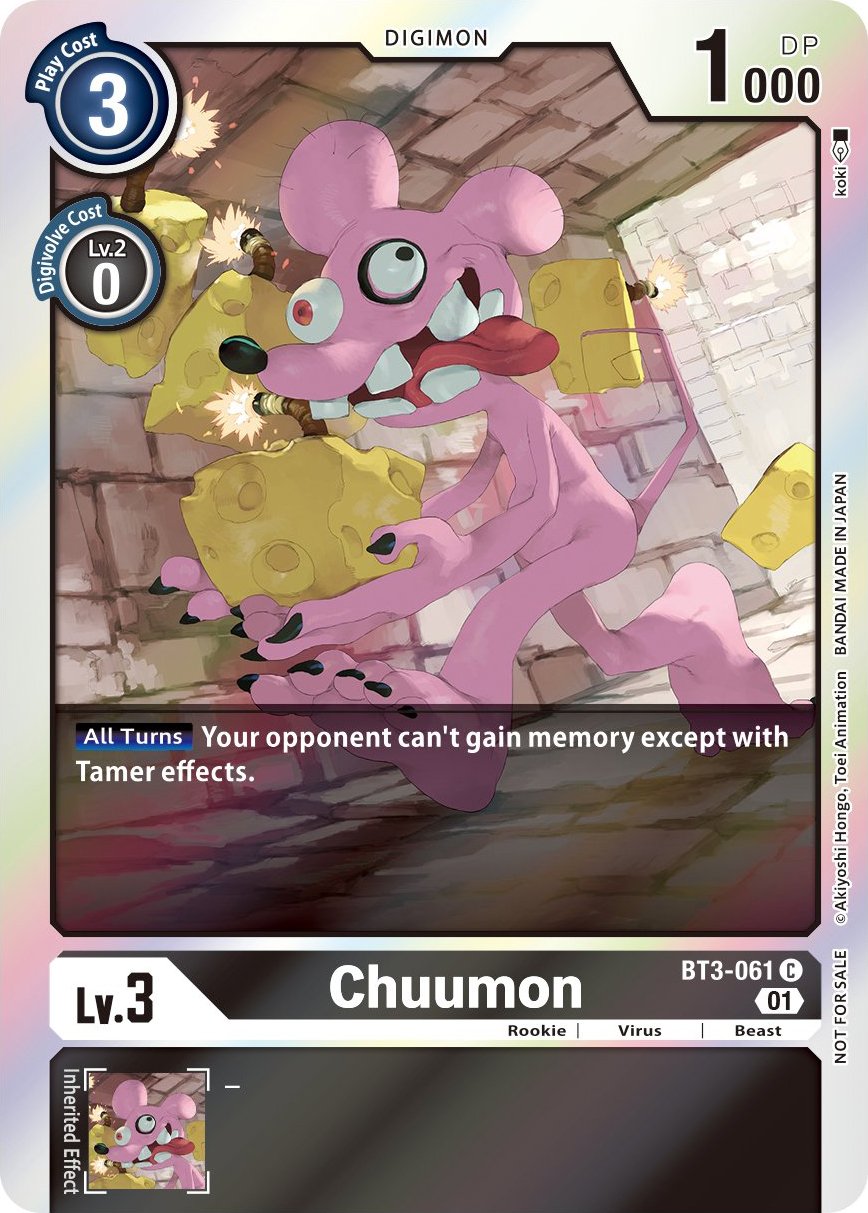 DIGIMON
Play Cost
3
DP
1000
Digivolve Cost
Lv.2
0
koki
BANDAI MADE IN JAPAN
©Akiyoshi Hongo, Toei Animation
NOT FOR SALE
All Turns Your opponent can't gain memory except with
Tamer effects.
Lv.3
Chuumon
BT3-061 C
01
Rookie | Virus | Beast
Inherited Effect
–